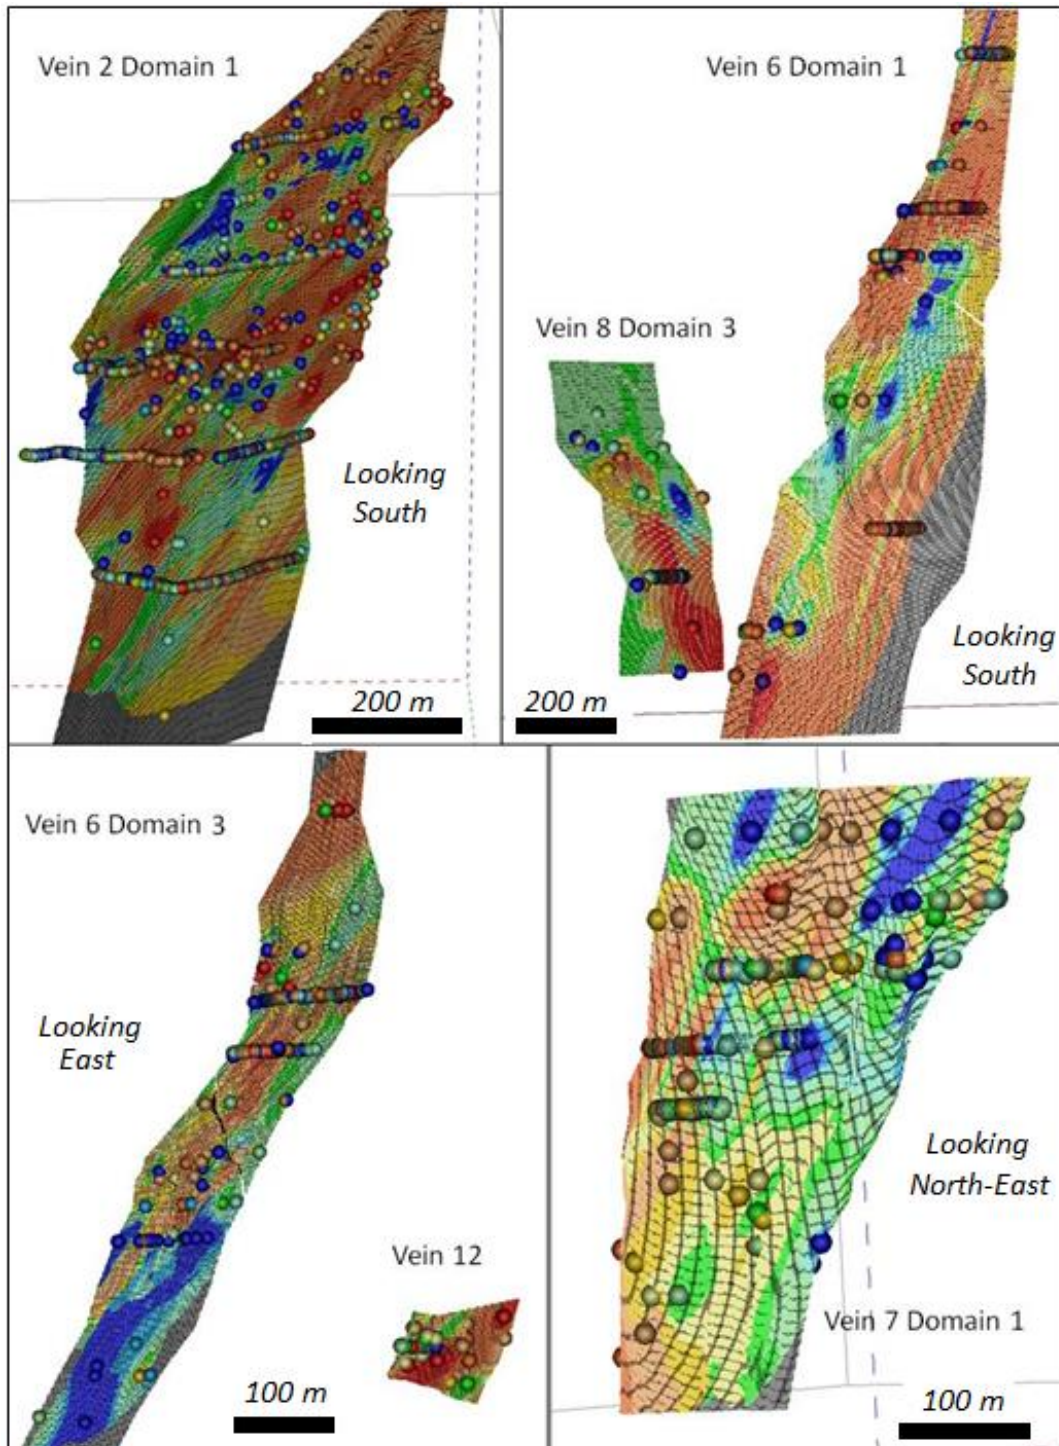 Vein 2 Domain 1
Looking
South
200 m
Vein 6 Domain 1
Vein 8 Domain 3
Looking
South
200 m
Vein 6 Domain 3
Looking
East
Vein 12
100 m
Looking
North-East
Vein 7 Domain 1
100 m